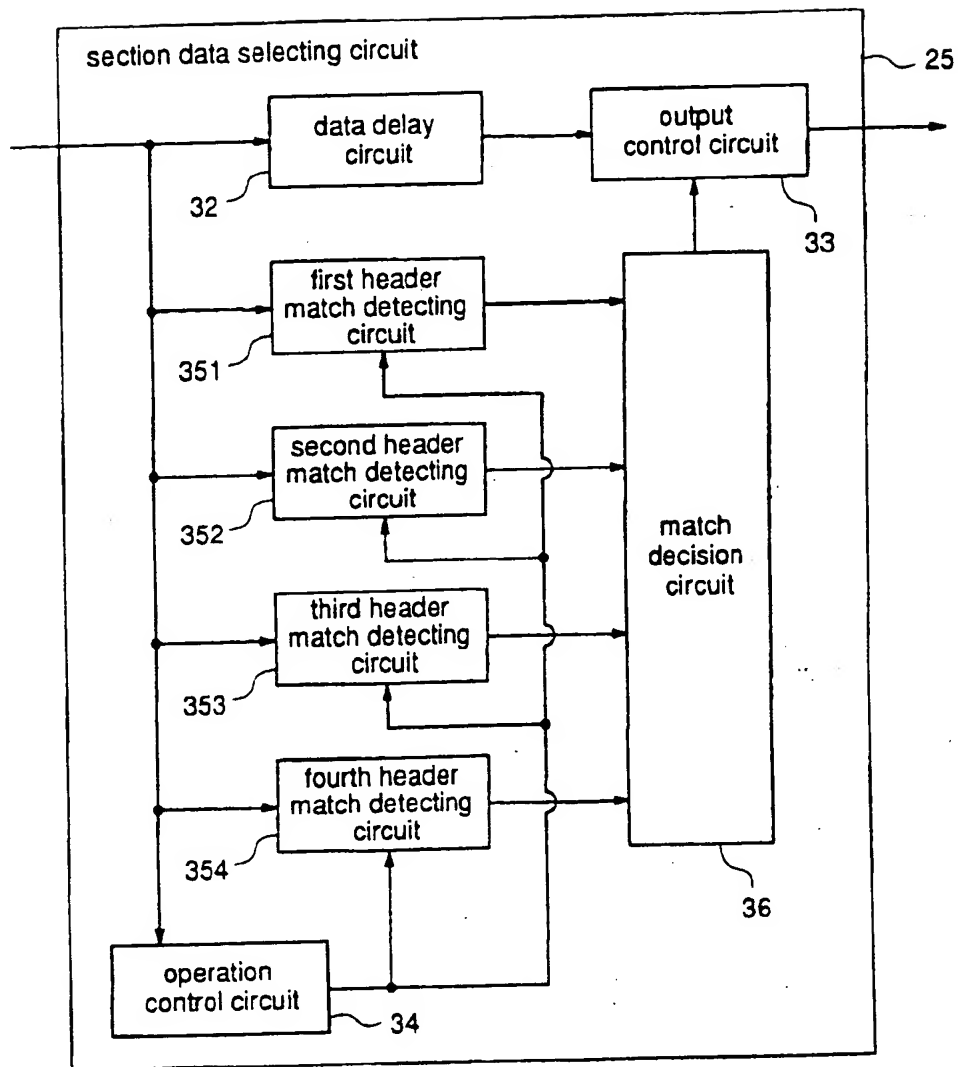 section data selecting circuit
25
data delay
circuit
32
output
control circuit
33
first header
match detecting
circuit
351
second header
match detecting
circuit
352
third header
match detecting
circuit
353
fourth header
match detecting
circuit
354
match
decision
circuit
36
operation
control circuit
34